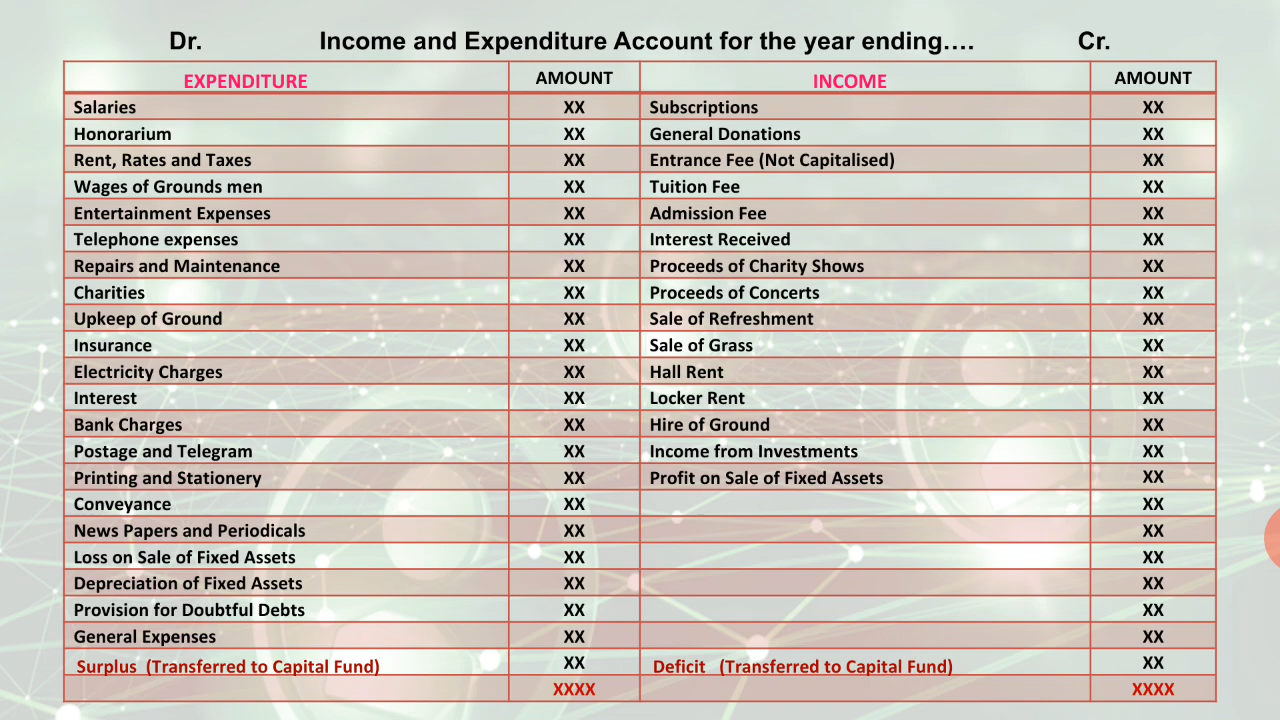 Dr. Income and Expenditure Account for the year ending…. Cr.
EXPENDITURE AMOUNT INCOME AMOUNT
Salaries XX Subscriptions XX
Honorarium XX General Donations XX
Rent, Rates and Taxes XX Entrance Fee (Not Capitalised) XX
Wages of Grounds men XX Tuition Fee XX
Entertainment Expenses XX Admission Fee XX
Telephone expenses XX Interest Received XX
Repairs and Maintenance XX Proceeds of Charity Shows XX
Charities XX Proceeds of Concerts XX
Upkeep of Ground XX Sale of Refreshment XX
Insurance XX Sale of Grass XX
Electricity Charges XX Hall Rent XX
Interest XX Locker Rent XX
Bank Charges XX Hire of Ground XX
Postage and Telegram XX Income from Investments XX
Printing and Stationery XX Profit on Sale of Fixed Assets XX
Conveyance XX XX
News Papers and Periodicals XX XX
Loss on Sale of Fixed Assets XX XX
Depreciation of Fixed Assets XX XX
Provision for Doubtful Debts XX XX
General Expenses XX XX
Surplus (Transferred to Capital Fund) XX Deficit (Transferred to Capital Fund) XX
XXXX XXXX